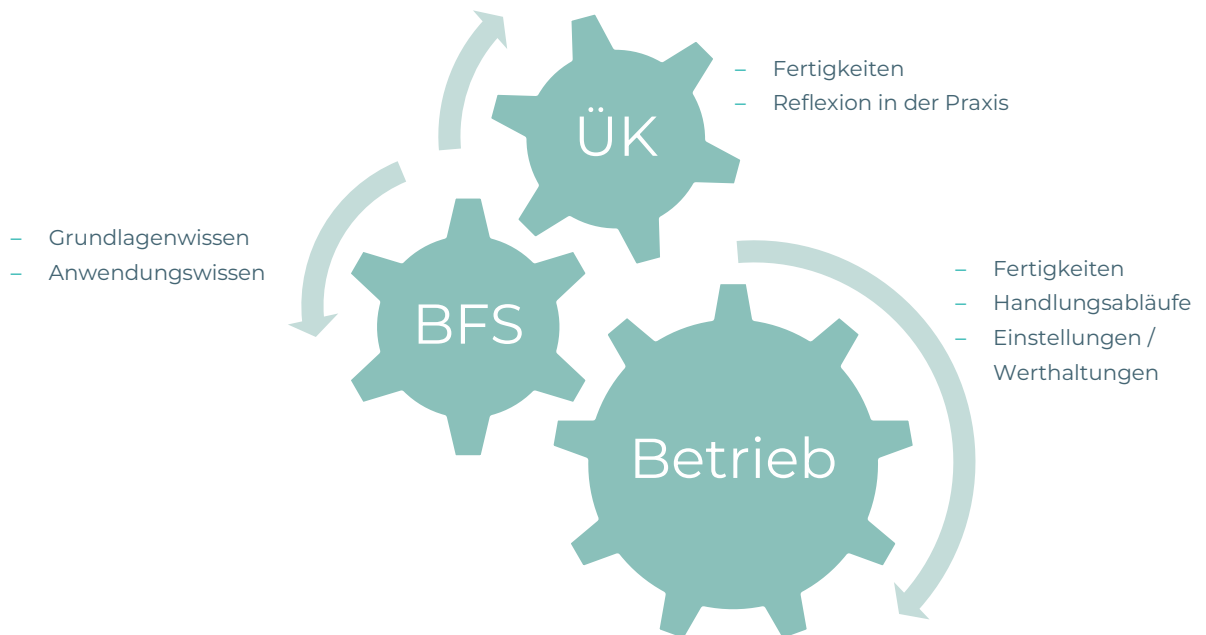 ÜK
– Fertigkeiten
– Reflexion in der Praxis
BFS
– Grundlagenwissen
– Anwendungswissen
Betrieb
– Fertigkeiten
– Handlungsabläufe
– Einstellungen /
Werthaltungen